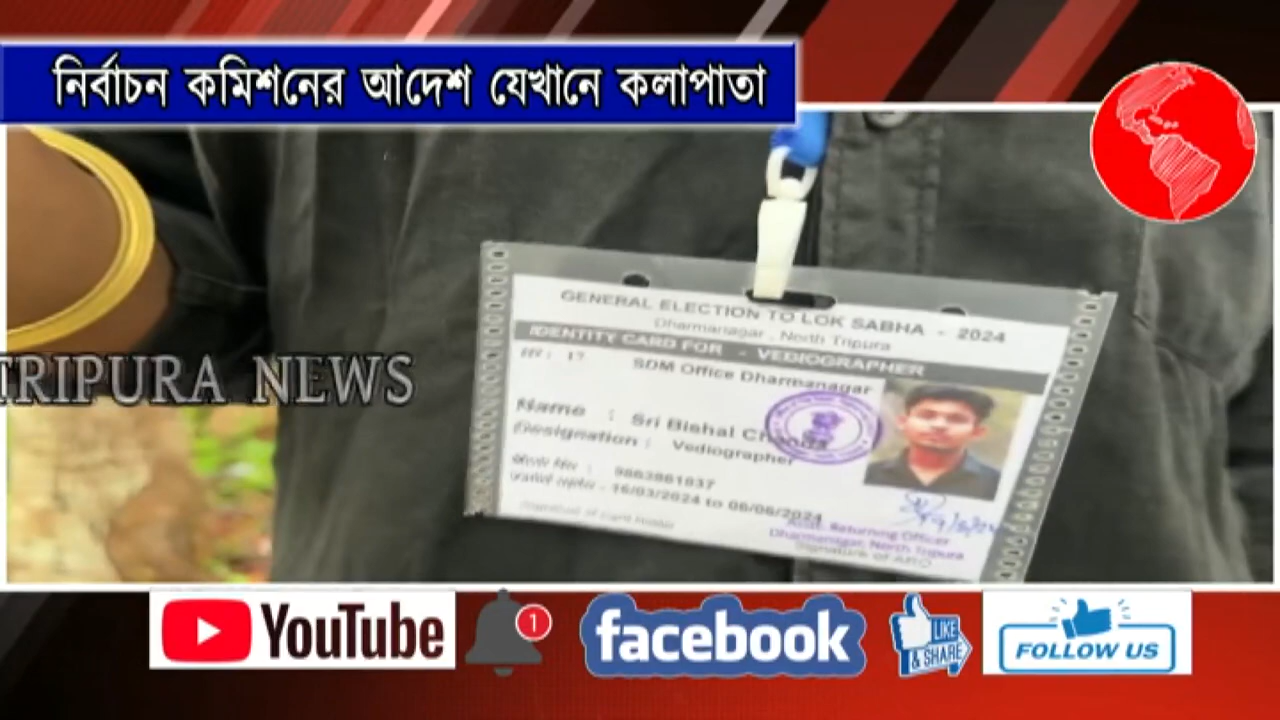 নির্বাচন কমিশনের আদেশ যেখানে কলাপাতা
GENERAL ELECTION TO LOK SABHA - 2024
Dharmanagar, North Tripura
IDENTITY CARD FOR - VEDIOGRAPHER
SDM Office Dharmanagar
Name : Sri Bishal
Designation : Vediographer
9863861837
16/03/2024 to 06/06/2024
Asstt. Returning Officer
Dharmanagar, North Tripura
Signature of ARO
TRIPURA NEWS
YouTube
1
facebook
LIKE
& SHARE
FOLLOW US